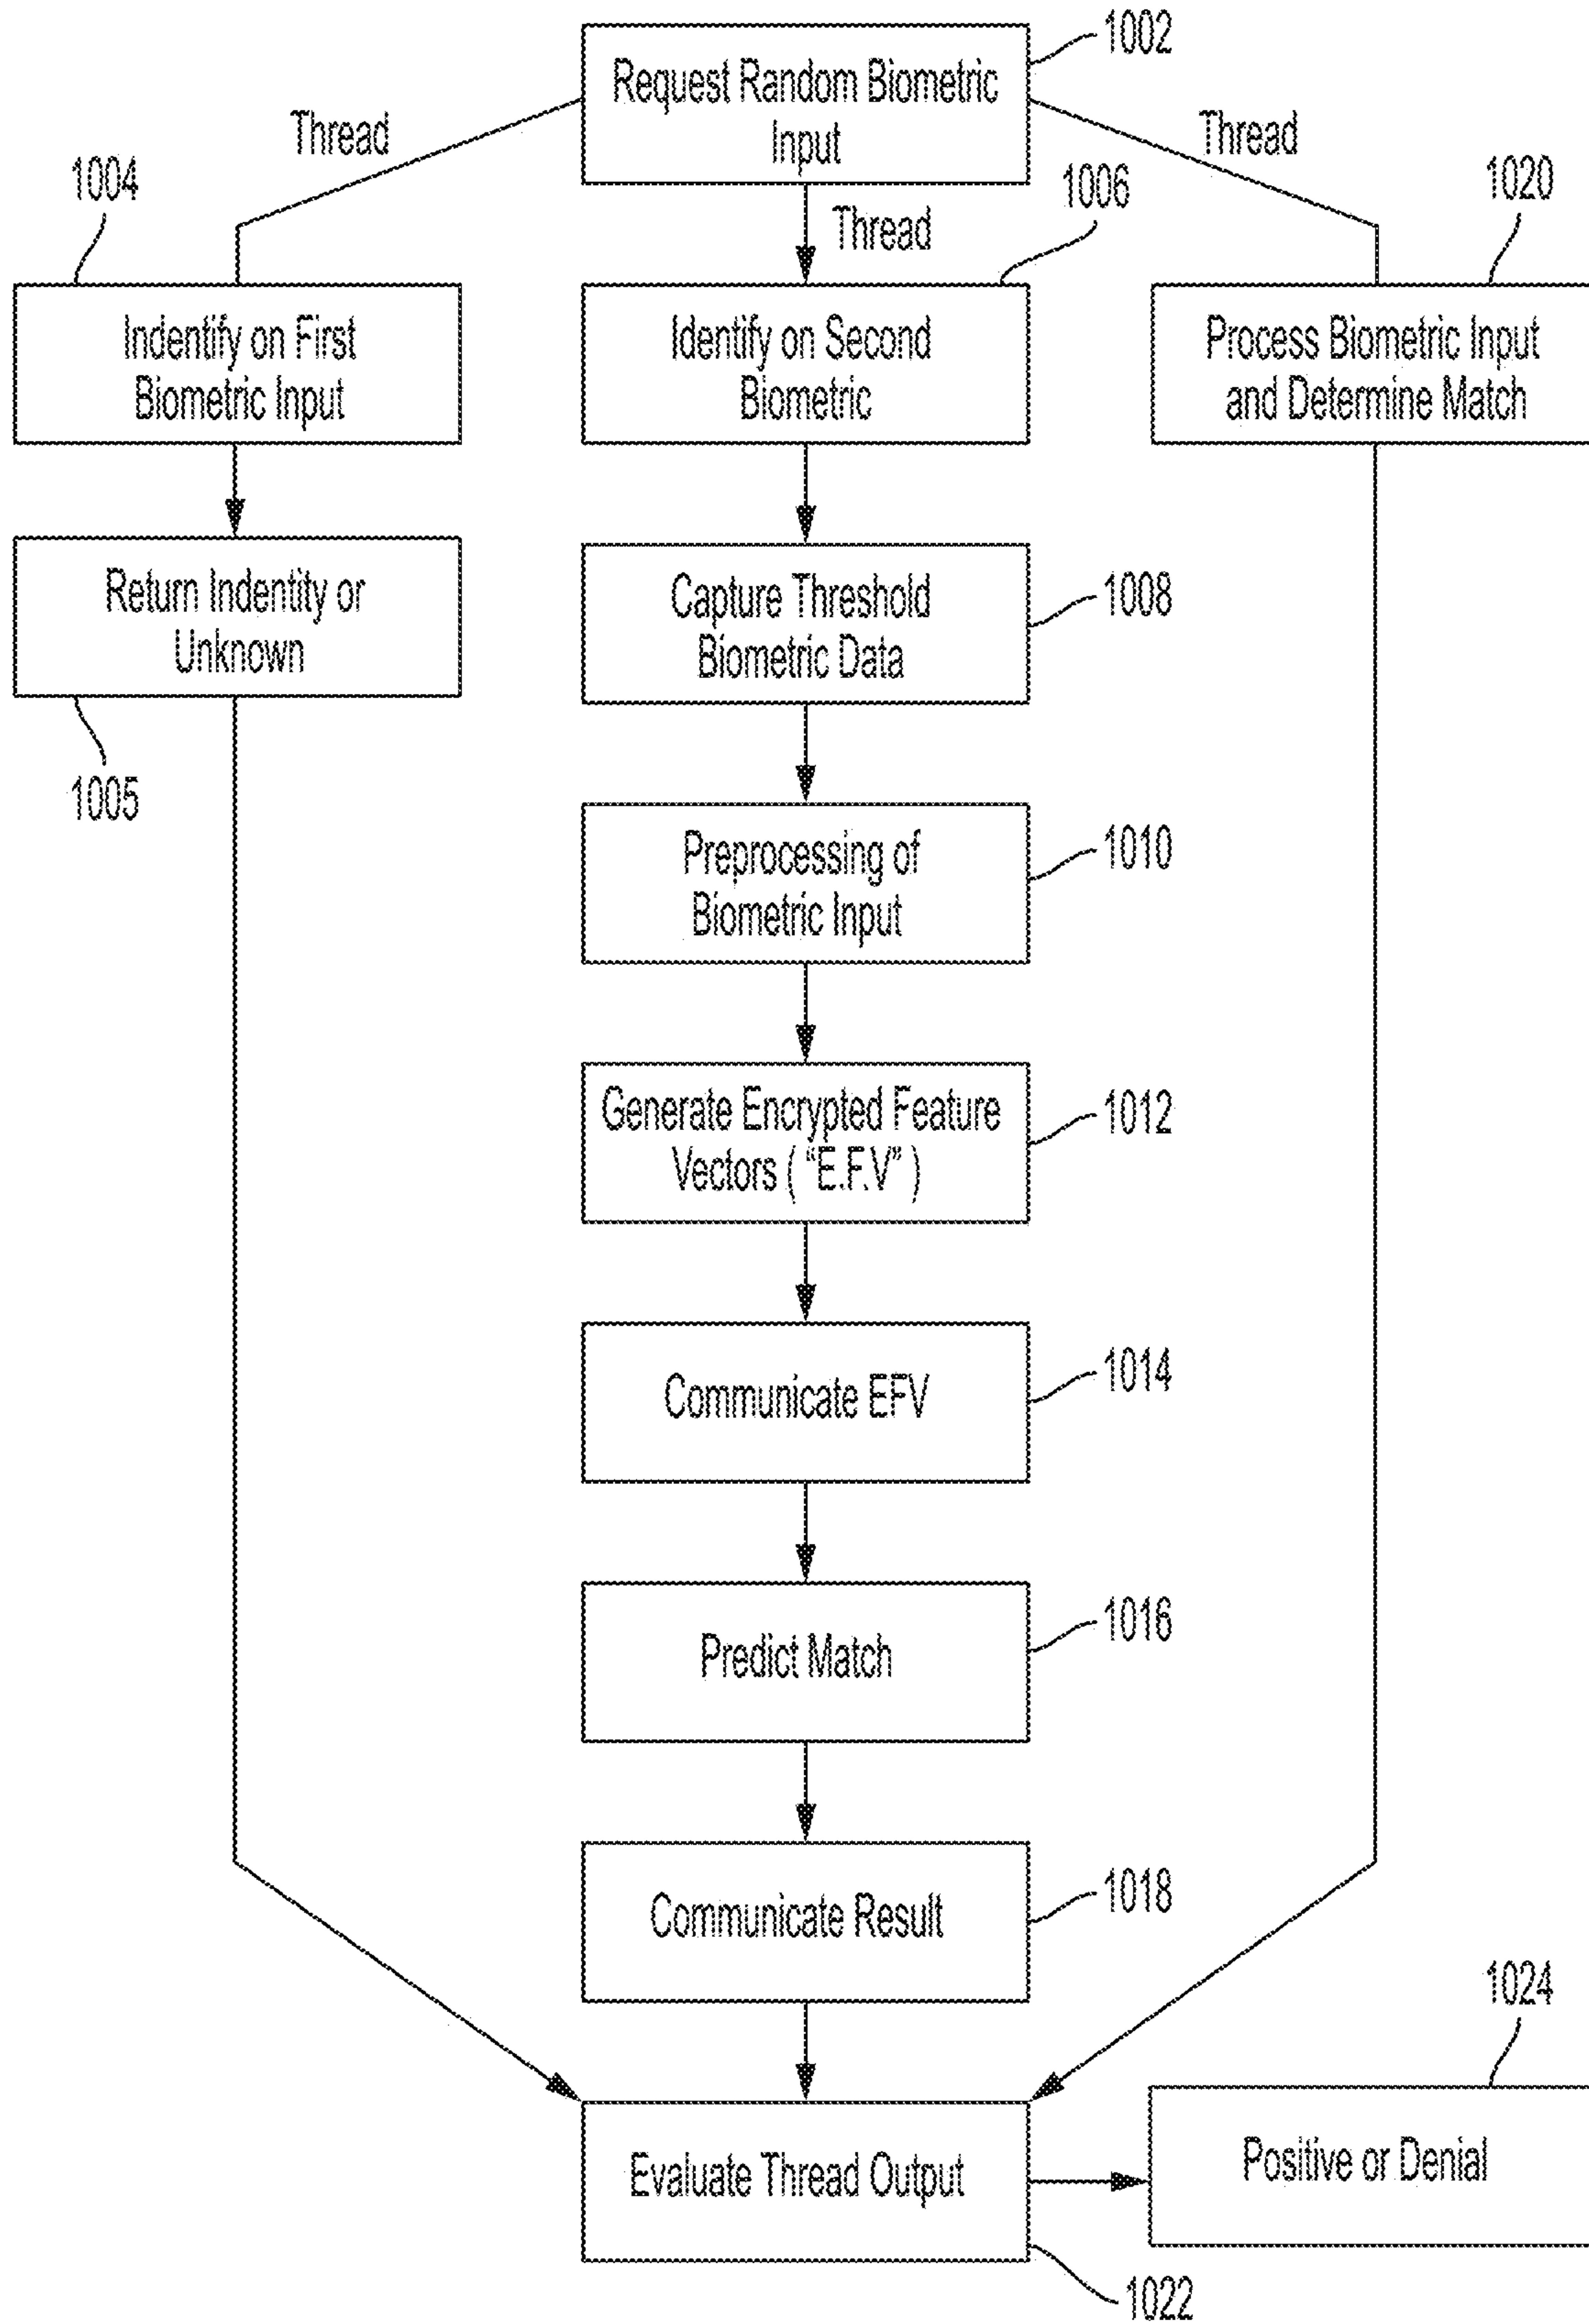 1002
Request Random Biometric
Input
Thread
Thread
Thread
1004
1006
1020
Indentify on First
Biometric Input
Identify on Second
Biometric
Process Biometric Input
and Determine Match
Return Indentity or
Unknown
1005
Capture Threshold
Biometric Data
1008
Preprocessing of
Biometric Input
1010
Generate Encrypted Feature
Vectors ( “E.F.V” )
1012
Communicate EFV
1014
Predict Match
1016
Communicate Result
1018
1024
Evaluate Thread Output
Positive or Denial
1022